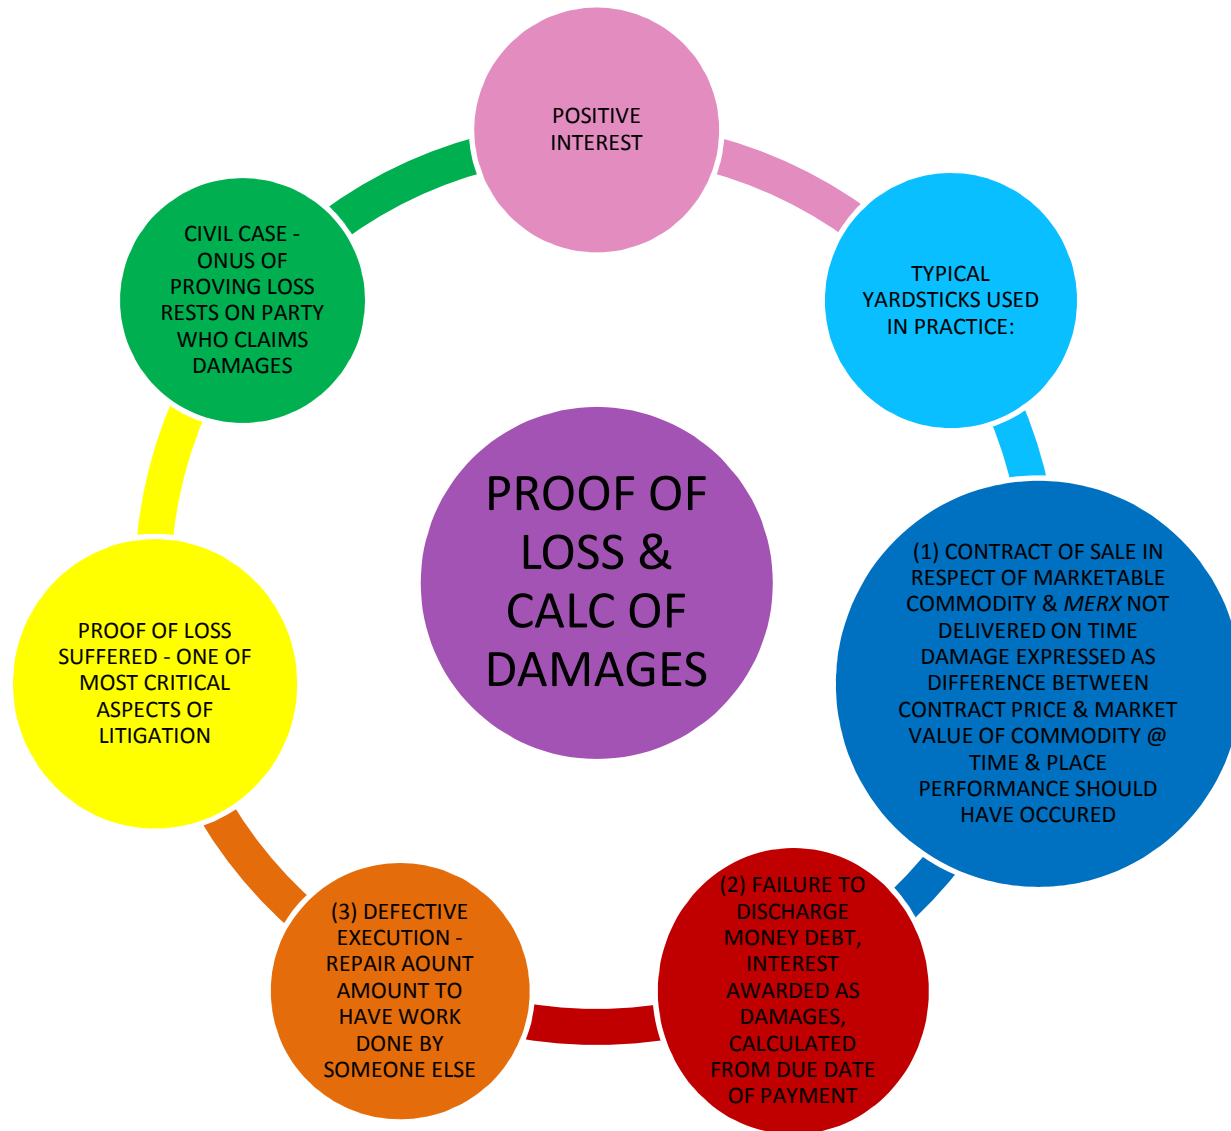 POSITIVE
INTEREST
TYPICAL
YARDSTICKS USED
IN PRACTICE:
(1) CONTRACT OF SALE IN
RESPECT OF MARKETABLE
COMMODITY & MERX NOT
DELIVERED ON TIME
DAMAGE EXPRESSED AS
DIFFERENCE BETWEEN
CONTRACT PRICE & MARKET
VALUE OF COMMODITY @
TIME & PLACE
PERFORMANCE SHOULD
HAVE OCCURED
(2) FAILURE TO
DISCHARGE
MONEY DEBT,
INTEREST
AWARDED AS
DAMAGES,
CALCULATED
FROM DUE DATE
OF PAYMENT
(3) DEFECTIVE
EXECUTION -
REPAIR AOUNT
AMOUNT TO
HAVE WORK
DONE BY
SOMEONE ELSE
PROOF OF LOSS
SUFFERED - ONE OF
MOST CRITICAL
ASPECTS OF
LITIGATION
CIVIL CASE -
ONUS OF
PROVING LOSS
RESTS ON PARTY
WHO CLAIMS
DAMAGES
PROOF OF
LOSS &
CALC OF
DAMAGES